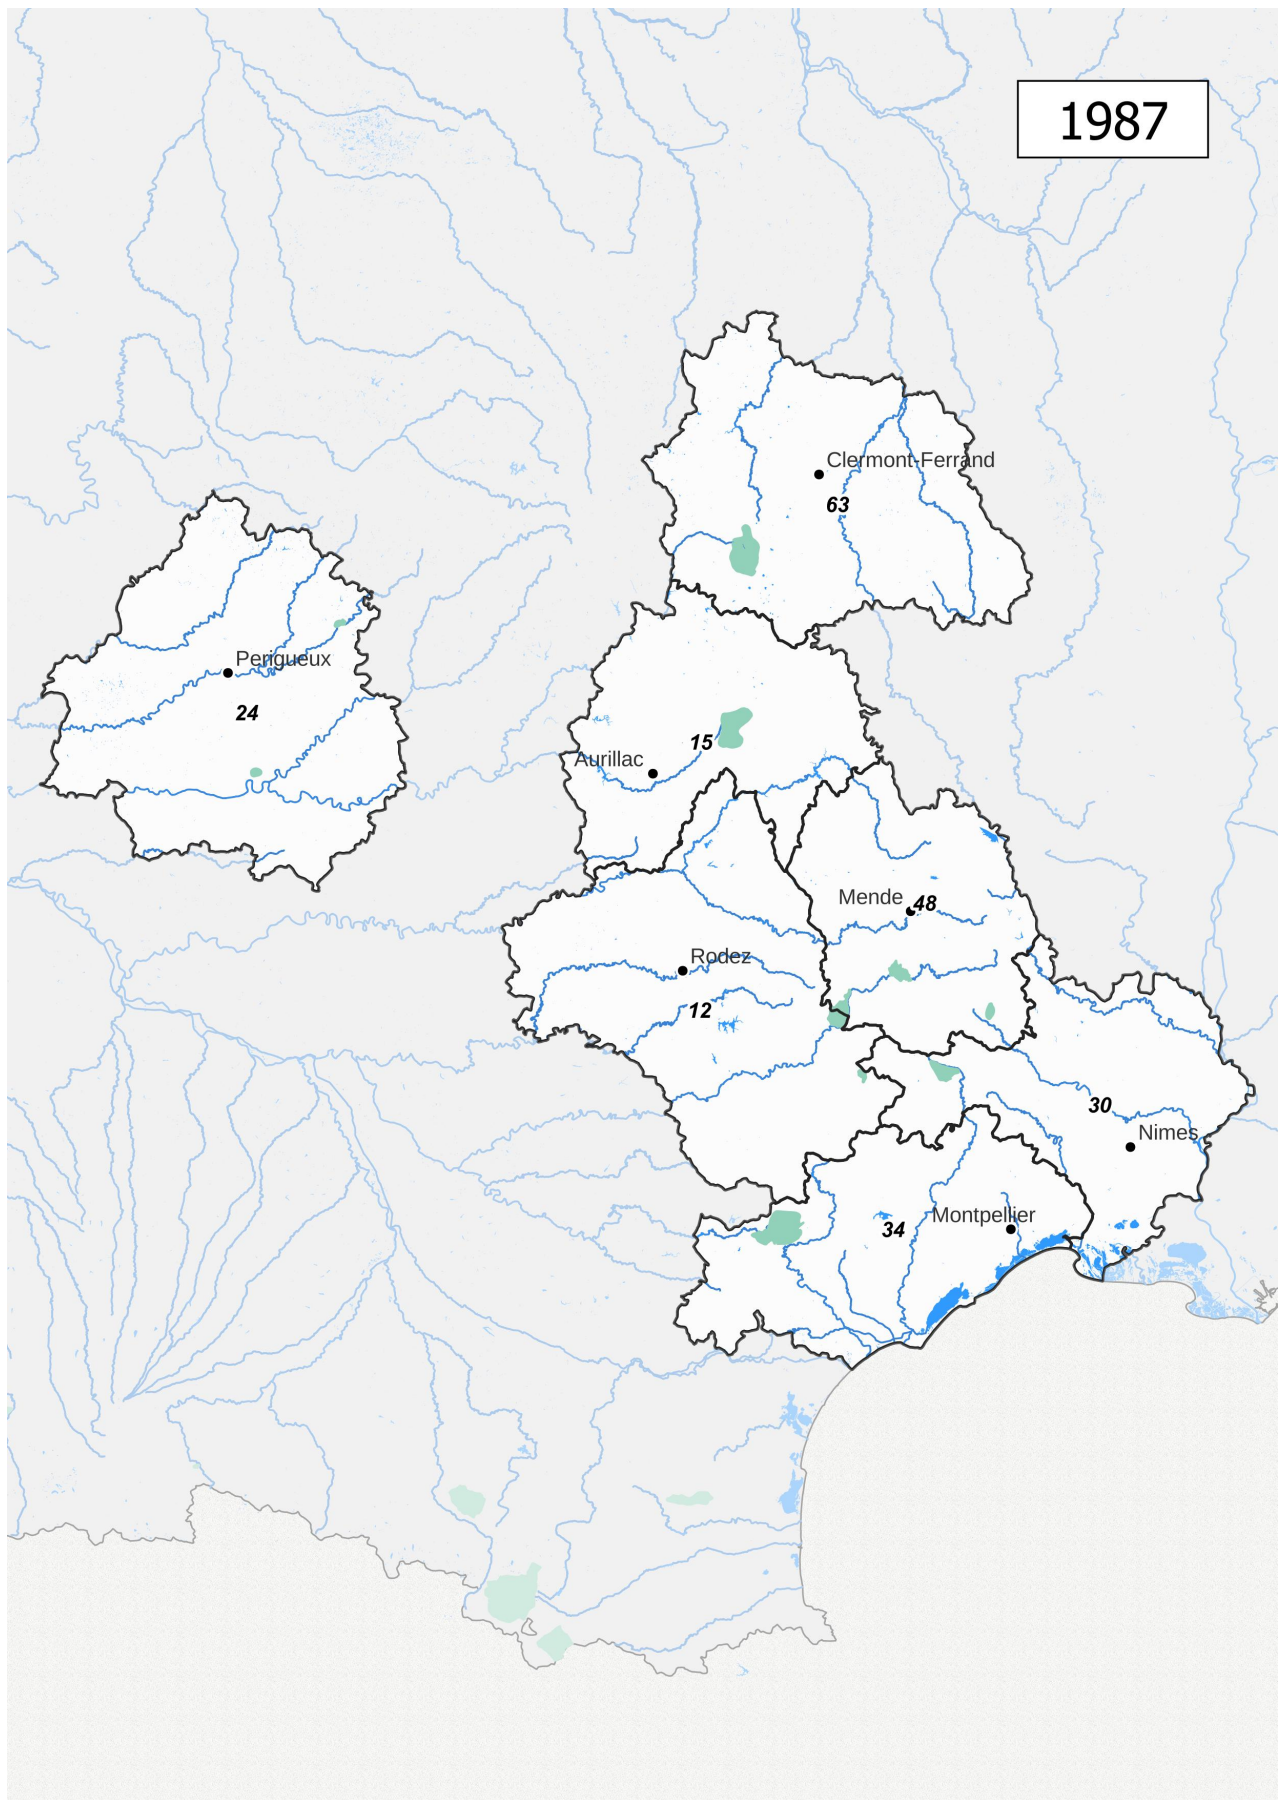 1987
Clermont-Ferrand
63
Perigueux
24
15
Aurillac
Mende
48
Rodez
12
30
Nimes
Montpellier
34